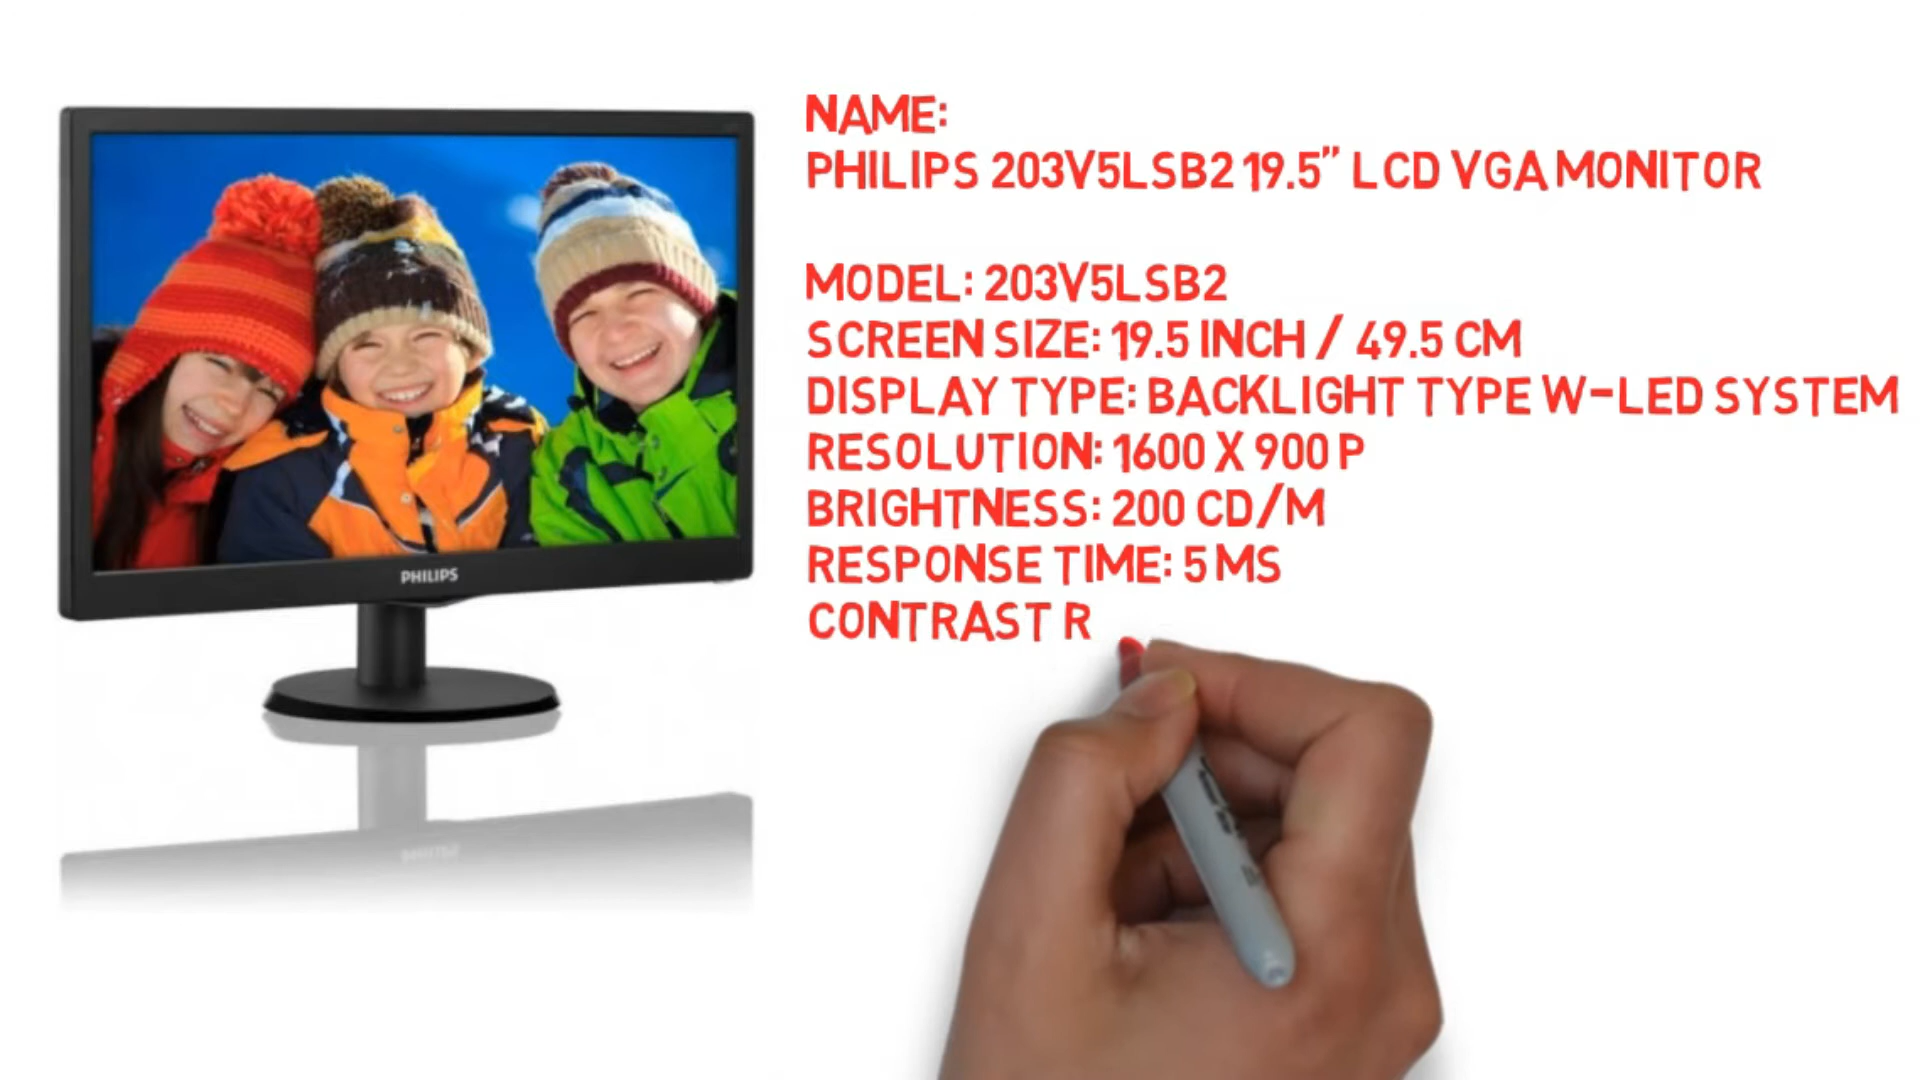 NAME:
PHILIPS 203V5LSB2 19.5" LCD VGA MONITOR
MODEL: 203V5LSB2
SCREEN SIZE: 19.5 INCH / 49.5 CM
DISPLAY TYPE: BACKLIGHT TYPE W-LED SYSTEM
RESOLUTION: 1600 X 900 P
BRIGHTNESS: 200 CD/M
RESPONSE TIME: 5 MS
CONTRAST R
PHILIPS